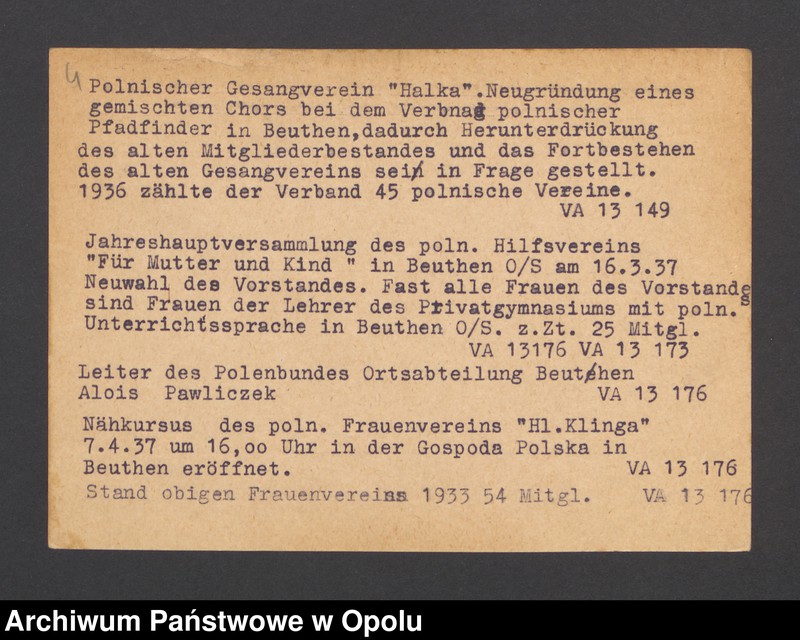 4
Polnischer Gesangverein "Halka".Neugründung eines
gemischten Chors bei dem Verbnad polnischer
Pfadfinder in Beuthen,dadurch Herunterdrückung
des alten Mitgliederbestandes und das Fortbestehen
des alten Gesangvereins sei in Frage gestellt.
1936 zählte der Verband 45 polnische Vereine.
VA 13 149
Jahreshauptversammlung des poln. Hilfsvereins
"Für Mutter und Kind " in Beuthen O/S am 16.3.37
Neuwahl des Vorstandes. Fast alle Frauen des Vorstandes
sind Frauen der Lehrer des Privatgymnasiums mit poln.
Unterrichtssprache in Beuthen O/S. z.Zt. 25 Mitgl.
VA 13176 VA 13 173
Leiter des Polenbundes Ortsabteilung Beuthen
Alois Pawliczek VA 13 176
Nähkursus des poln. Frauenvereins "Hl.Klinga"
7.4.37 um 16,oo Uhr in der Gospoda Polska in
Beuthen eröffnet. VA 13 176
Stand obigen Frauenvereins 1933 54 Mitgl. VA 13 176
Archiwum Państwowe w Opolu